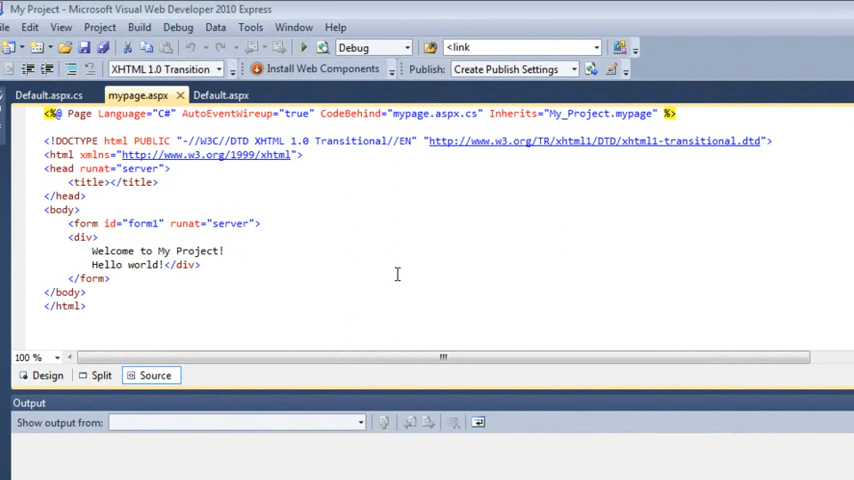 My Project - Microsoft Visual Web Developer 2010 Express
File Edit View Project Build Debug Data Tools Window Help
Debug <link
XHTML 1.0 Transition Install Web Components Publish: Create Publish Settings
Default.aspx.cs mypage.aspx Default.aspx
<%@ Page Language="C#" AutoEventWireup="true" CodeBehind="mypage.aspx.cs" Inherits="My_Project.mypage" %>
<!DOCTYPE html PUBLIC "-//W3C//DTD XHTML 1.0 Transitional//EN" "http://www.w3.org/TR/xhtml1/DTD/xhtml1-transitional.dtd">
<html xmlns="http://www.w3.org/1999/xhtml">
<head runat="server">
<title></title>
</head>
<body>
<form id="form1" runat="server">
<div>
Welcome to My Project!
Hello world!</div>
</form>
</body>
</html>
100 %
Design Split Source
Output
Show output from: